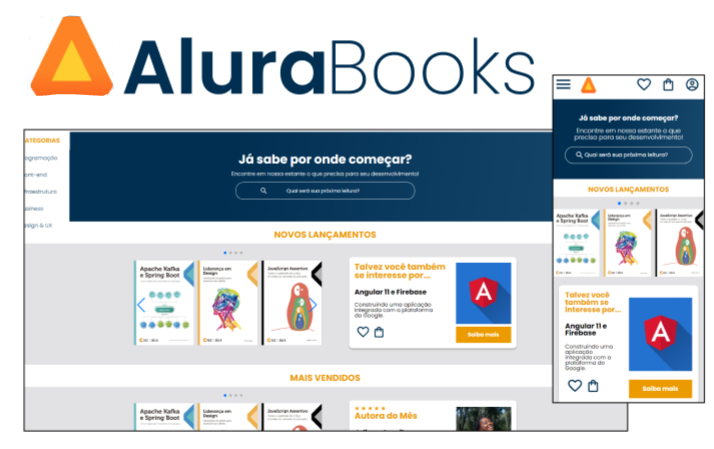 AluraBooks
ATEGORIAS
ogramação
ont-end
fraestrutura
usiness
esign & UX
Já sabe por onde começar?
Encontre em nossa estante o que precisa para seu desenvolvimento!
Qual será sua próxima leitura?
NOVOS LANÇAMENTOS
Apache Kafka
e Spring Boot
Liderança em
Design
JavaScript Assertivo
Talvez você também
se interesse por...
Angular 11 e Firebase
Construindo uma aplicação
integrada com a plataforma
do Google.
Saiba mais
MAIS VENDIDOS
Apache Kafka
e Spring Boot
Liderança em
Design
JavaScript Assertivo
Autora do Mês
Já sabe por onde começar?
Encontre em nossa estante o que
precisa para seu desenvolvimento!
Qual será sua próxima leitura?
NOVOS LANÇAMENTOS
Apache Kafka
e Spring Boot
Liderança em
Design
JavaScript Assertivo
Talvez você
também se
interesse por...
Angular 11 e
Firebase
Construindo uma
aplicação
integrada com a
plataforma do
Google.
Saiba mais